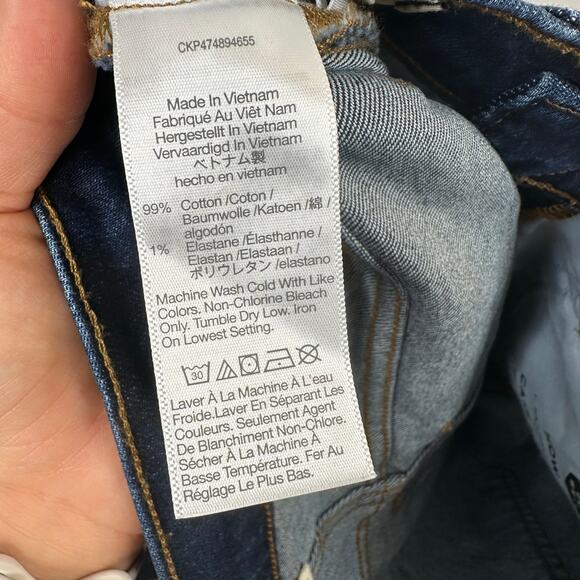 CKP474894655
Made In Vietnam
Fabriqué Au Viêt Nam
Hergestellt In Vietnam
Vervaardigd In Vietnam
ベトナム製
hecho en vietnam
99% Cotton /Coton /
Baumwolle /Katoen /綿 /
algodón
1% Elastane /Élasthanne /
Elastan /Elastaan /
ポリウレタン /elastano
Machine Wash Cold With Like
Colors. Non-Chlorine Bleach
Only. Tumble Dry Low. Iron
On Lowest Setting.
30
Laver À La Machine À L'eau
Froide.Laver En Séparant Les
Couleurs. Seulement Agent
De Blanchiment Non-Chlore.
Sécher À La Machine À
Basse Température. Fer Au
Réglage Le Plus Bas.